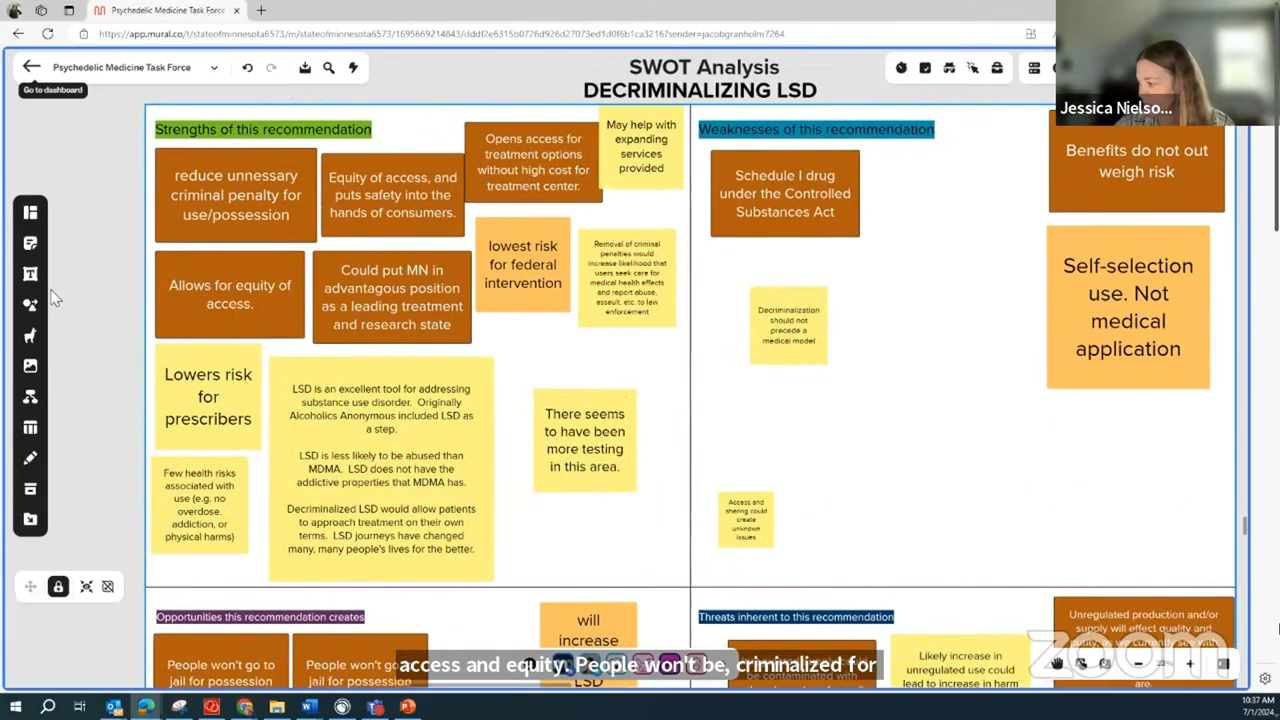 Psychedelic Medicine Task Force
https://app.mural.co/t/stateofminnesota6573/m/stateofminnesota6573/1695669214843/dddf2e6315b0726d926d27073ed1d0f6b1ca3216?sender=jacobgranholm7264
Psychedelic Medicine Task Force
Go to dashboard
SWOT Analysis
DECRIMINALIZING LSD
Jessica Nielso...
Strengths of this recommendation
reduce unnessary
criminal penalty for
use/possession
Equity of access, and
puts safety into the
hands of consumers.
Opens access for
treatment options
without high cost for
treatment center.
May help with
expanding
services
provided
Allows for equity of
access.
Could put MN in
advantagous position
as a leading treatment
and research state
lowest risk
for federal
intervention
Removal of criminal
penalties would
increase likelihood that
users seek care for
medical health effects
and report abuse,
assault, etc. to law
enforcement
Lowers risk
for
prescribers
LSD is an excellent tool for addressing
substance use disorder. Originally
Alcoholics Anonymous included LSD as
a step.
LSD is less likely to be abused than
MDMA. LSD does not have the
addictive properties that MDMA has.
Decriminalized LSD would allow patients
to approach treatment on their own
terms. LSD journeys have changed
many, many people's lives for the better.
There seems
to have been
more testing
in this area.
Few health risks
associated with
use (e.g. no
overdose,
addiction, or
physical harms)
Weaknesses of this recommendation
Schedule I drug
under the Controlled
Substances Act
Benefits do not out
weigh risk
Decriminalization
should not
precede a
medical model
Self-selection
use. Not
medical
application
Access and
sharing could
create
unknown
issues
Opportunities this recommendation creates
People won't go to
jail for possession
People won't go
jail for possession
will
increase
LSD
Threats inherent to this recommendation
be contaminated with
Likely increase in
unregulated use could
lead to increase in harm
Unregulated production and/or
supply will effect quality and
are.
access and equity. People won't be, criminalized for
zoom
10:37 AM
7/1/2024